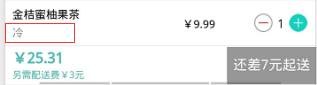 金桔蜜柚果茶
冷
¥9.99
1
¥25.31
另需配送费¥3元
还差7元起送